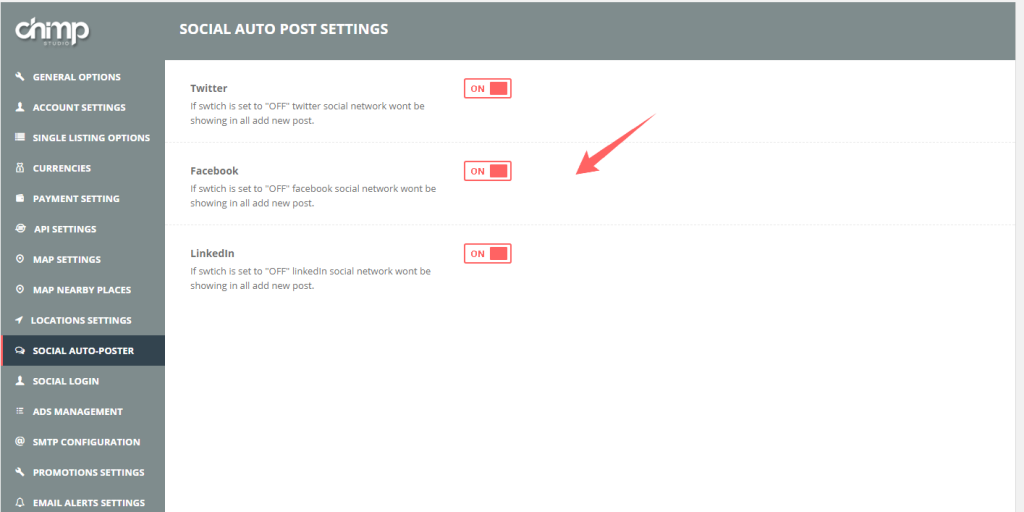 chimp
STUDIO
SOCIAL AUTO POST SETTINGS
GENERAL OPTIONS
ACCOUNT SETTINGS
SINGLE LISTING OPTIONS
CURRENCIES
PAYMENT SETTING
API SETTINGS
MAP SETTINGS
MAP NEARBY PLACES
LOCATIONS SETTINGS
SOCIAL AUTO-POSTER
SOCIAL LOGIN
ADS MANAGEMENT
SMTP CONFIGURATION
PROMOTIONS SETTINGS
EMAIL ALERTS SETTINGS
Twitter
If swtich is set to "OFF" twitter social network wont be
showing in all add new post.
ON
Facebook
If swtich is set to "OFF" facebook social network wont be
showing in all add new post.
ON
LinkedIn
If swtich is set to "OFF" linkedIn social network wont be
showing in all add new post.
ON